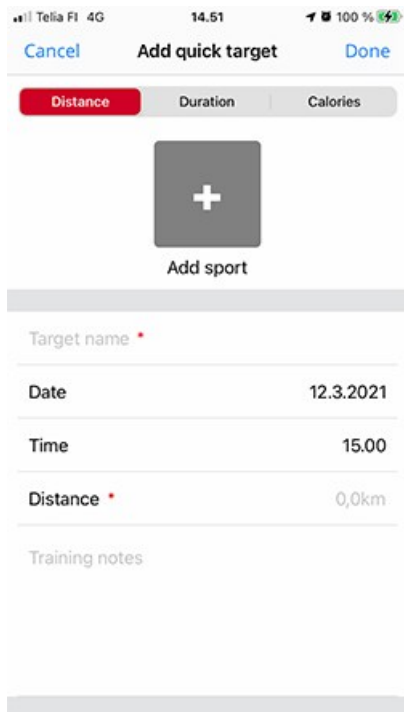 Telia FI 4G 14.51 100 %
Cancel Add quick target Done
Distance Duration Calories
+
Add sport
Target name *
Date 12.3.2021
Time 15.00
Distance * 0,0km
Training notes